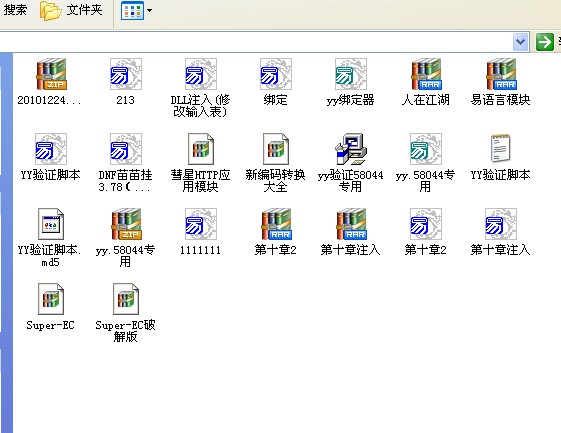 搜索 文件夹
20101224... 213 DLL注入(修 绑定 yy绑定器 人在江湖 易语言模块
改输入表)
YY验证脚本 DNF苗苗挂 彗星HTTP应 新编码转换 yy验证58044 yy.58044专 YY验证脚本
3.78(... 用模块 大全 专用 用
YY验证脚本. yy.58044专 1111111 第十章2 第十章注入 第十章2 第十章注入
md5 用
Super-EC Super-EC破
解版